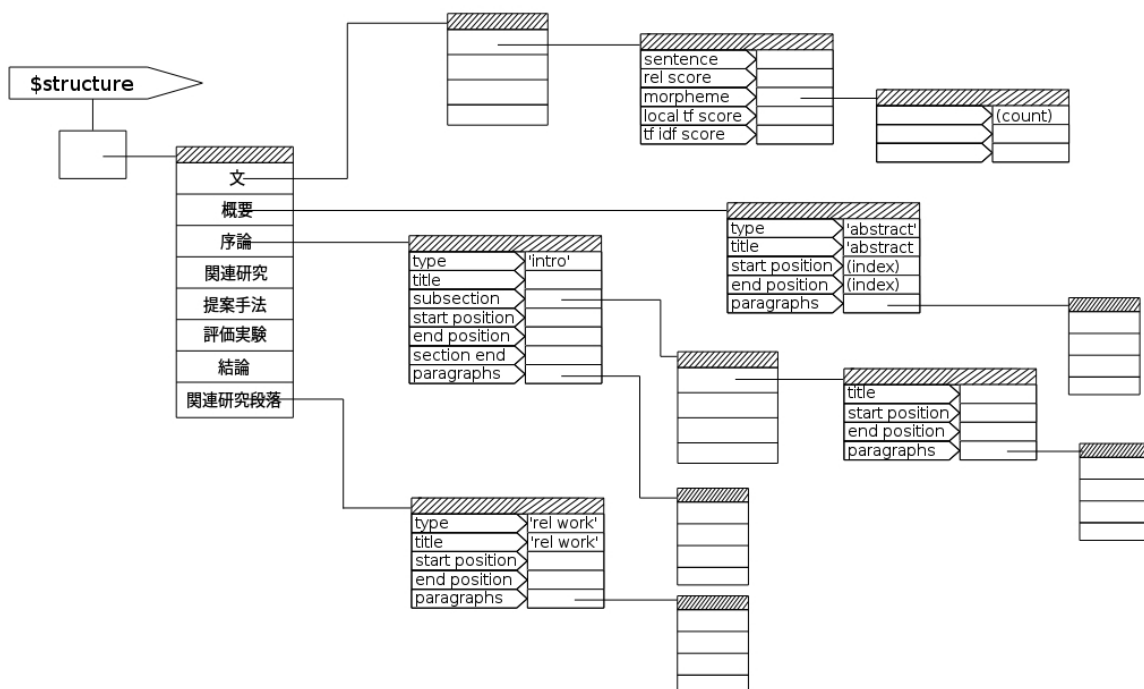 $structure
文
概要
序論
関連研究
提案手法
評価実験
結論
関連研究段落
sentence
rel score
morpheme
local tf score
tf idf score
(count)
type 'abstract'
title 'abstract
start position (index)
end position (index)
paragraphs
type 'intro'
title
subsection
start position
end position
section end
paragraphs
title
start position
end position
paragraphs
type 'rel work'
title 'rel work'
start position
end position
paragraphs